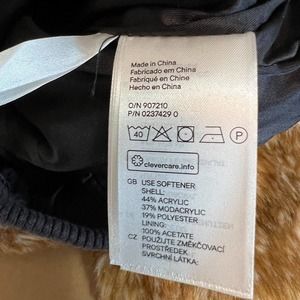 Made in China
Fabricado em China
Fabriqué en Chine
Hecho en China
O/N 907210
P/N 0237429 0
40
P
clevercare.info
GB USE SOFTENER
SHELL:
44% ACRYLIC
37% MODACRYLIC
19% POLYESTER
LINING:
100% ACETATE
CZ POUŽIJTE ZMĚKČOVACÍ
PROSTŘEDEK
SVRCHNÍ LÁTKA: